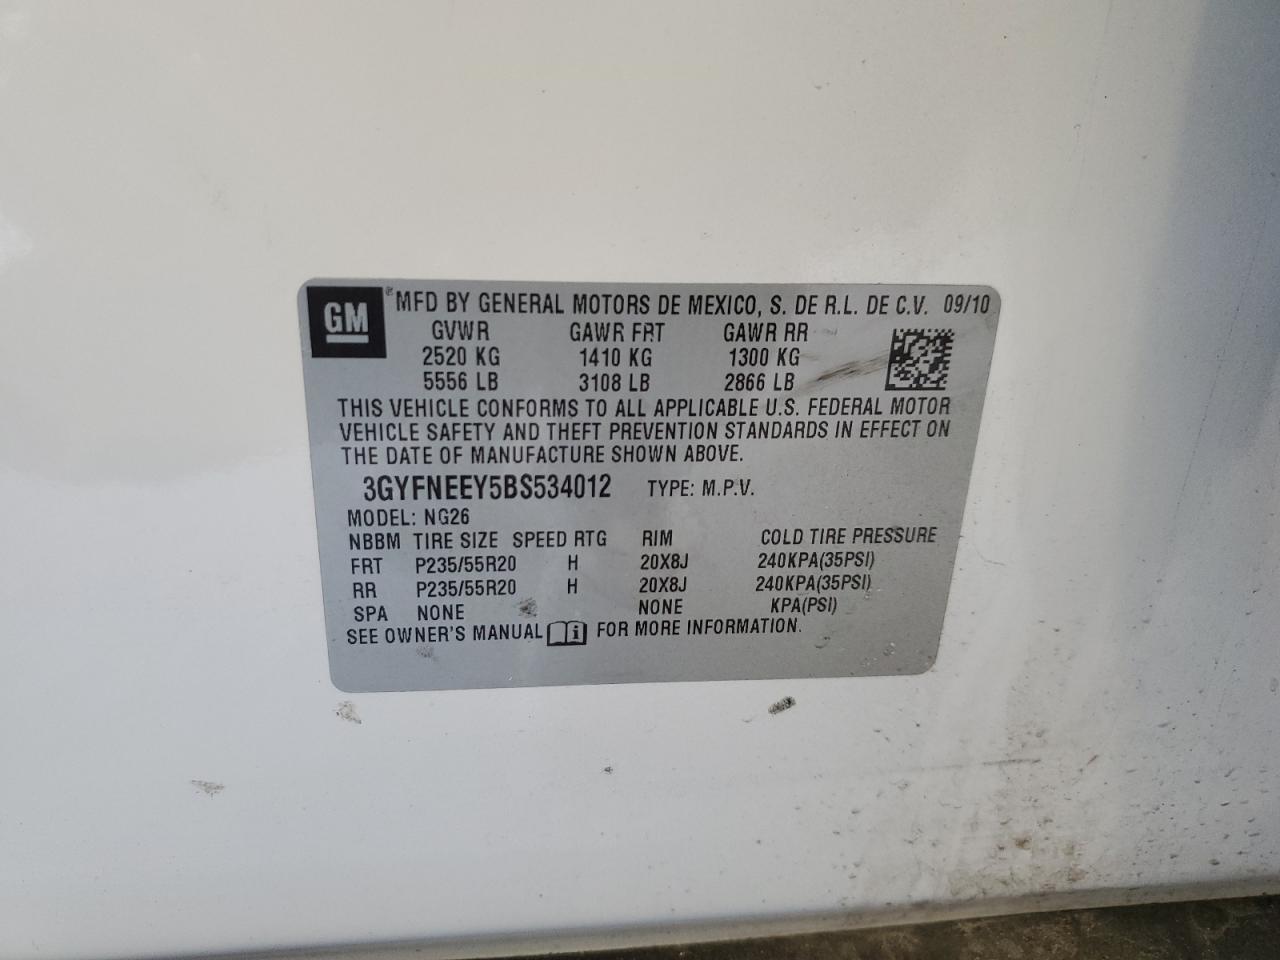 GM ® MFD BY GENERAL MOTORS DE MEXICO, S. DE R.L. DE C.V. 09/10
GVWR GAWR FRT GAWR RR
2520 KG 1410 KG 1300 KG
5556 LB 3108 LB 2866 LB
THIS VEHICLE CONFORMS TO ALL APPLICABLE U.S. FEDERAL MOTOR
VEHICLE SAFETY AND THEFT PREVENTION STANDARDS IN EFFECT ON
THE DATE OF MANUFACTURE SHOWN ABOVE.
3GYFNEEY5BS534012 TYPE: M.P.V.
MODEL: NG26
NBBM TIRE SIZE SPEED RTG RIM COLD TIRE PRESSURE
FRT P235/55R20 H 20X8J 240KPA(35PSI)
RR P235/55R20 H 20X8J 240KPA(35PSI)
SPA NONE NONE KPA(PSI)
SEE OWNER'S MANUAL FOR MORE INFORMATION.